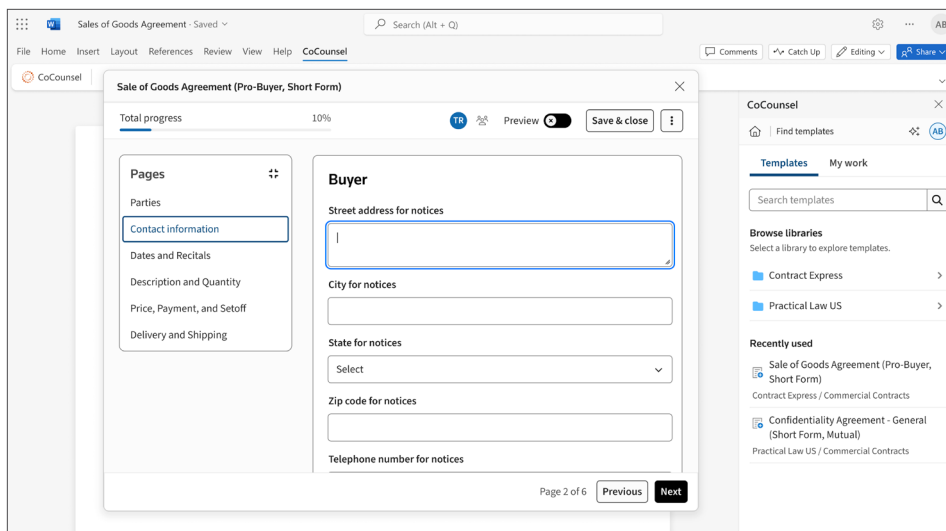 Sales of Goods Agreement · Saved
Search (Alt + Q)
AB
File Home Insert Layout References Review View Help CoCounsel
Comments Catch Up Editing Share
CoCounsel
Sale of Goods Agreement (Pro-Buyer, Short Form)
Total progress 10%
TR Preview Save & close
Pages
Parties
Contact information
Dates and Recitals
Description and Quantity
Price, Payment, and Setoff
Delivery and Shipping
Buyer
Street address for notices
City for notices
State for notices
Select
Zip code for notices
Telephone number for notices
Page 2 of 6 Previous Next
CoCounsel
Find templates AB
Templates My work
Search templates
Browse libraries
Select a library to explore templates.
Contract Express
Practical Law US
Recently used
Sale of Goods Agreement (Pro-Buyer,
Short Form)
Contract Express / Commercial Contracts
Confidentiality Agreement - General
(Short Form, Mutual)
Practical Law US / Commercial Contracts